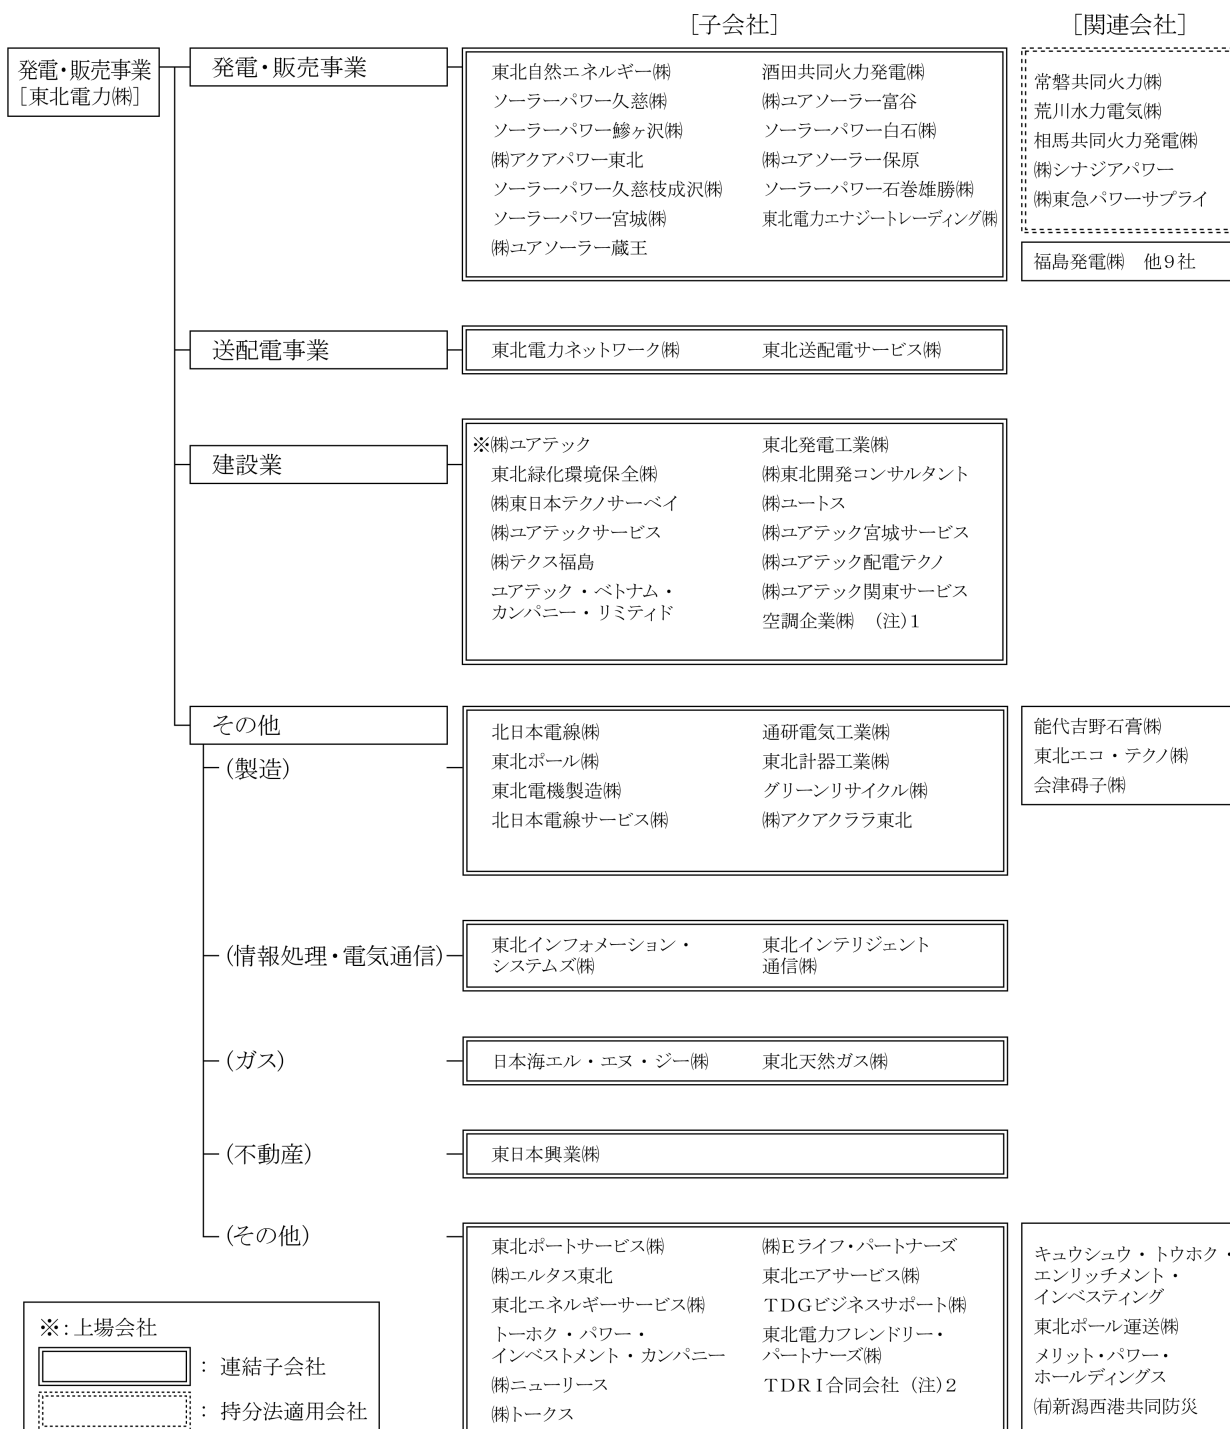 [子会社]
[関連会社]
発電・販売事業
[東北電力㈱]
発電・販売事業
東北自然エネルギー㈱
ソーラーパワー久慈㈱
ソーラーパワー鰺ヶ沢㈱
㈱アクアパワー東北
ソーラーパワー久慈枝成沢㈱
ソーラーパワー宮城㈱
㈱ユアソーラー蔵王
酒田共同火力発電㈱
㈱ユアソーラー富谷
ソーラーパワー白石㈱
㈱ユアソーラー保原
ソーラーパワー石巻雄勝㈱
東北電力エナジートレーディング㈱
常磐共同火力㈱
荒川水力電気㈱
相馬共同火力発電㈱
㈱シナジアパワー
㈱東急パワーサプライ
福島発電㈱　他9社
送配電事業
東北電力ネットワーク㈱
東北送配電サービス㈱
建設業
※㈱ユアテック
東北緑化環境保全㈱
㈱東日本テクノサーベイ
㈱ユアテックサービス
㈱テクス福島
ユアテック・ベトナム・
カンパニー・リミティド
東北発電工業㈱
㈱東北開発コンサルタント
㈱ユートス
㈱ユアテック宮城サービス
㈱ユアテック配電テクノ
㈱ユアテック関東サービス
空調企業㈱　(注)1
その他
(製造)
北日本電線㈱
東北ポール㈱
東北電機製造㈱
北日本電線サービス㈱
通研電気工業㈱
東北計器工業㈱
グリーンリサイクル㈱
㈱アクアクララ東北
能代吉野石膏㈱
東北エコ・テクノ㈱
会津碍子㈱
(情報処理・電気通信)
東北インフォメーション・
システムズ㈱
東北インテリジェント
通信㈱
(ガス)
日本海エル・エヌ・ジー㈱
東北天然ガス㈱
(不動産)
東日本興業㈱
(その他)
東北ポートサービス㈱
㈱エルタス東北
東北エネルギーサービス㈱
トーホク・パワー・
インベストメント・カンパニー
㈱ニューリース
㈱トークス
㈱Eライフ・パートナーズ
東北エアサービス㈱
TDGビジネスサポート㈱
東北電力フレンドリー・
パートナーズ㈱
TDRI合同会社 (注)2
キュウシュウ・トウホク・
エンリッチメント・
インベスティング
東北ポール運送㈱
メリット・パワー・
ホールディングス
㈲新潟西港共同防災
※:上場会社
： 連結子会社
： 持分法適用会社